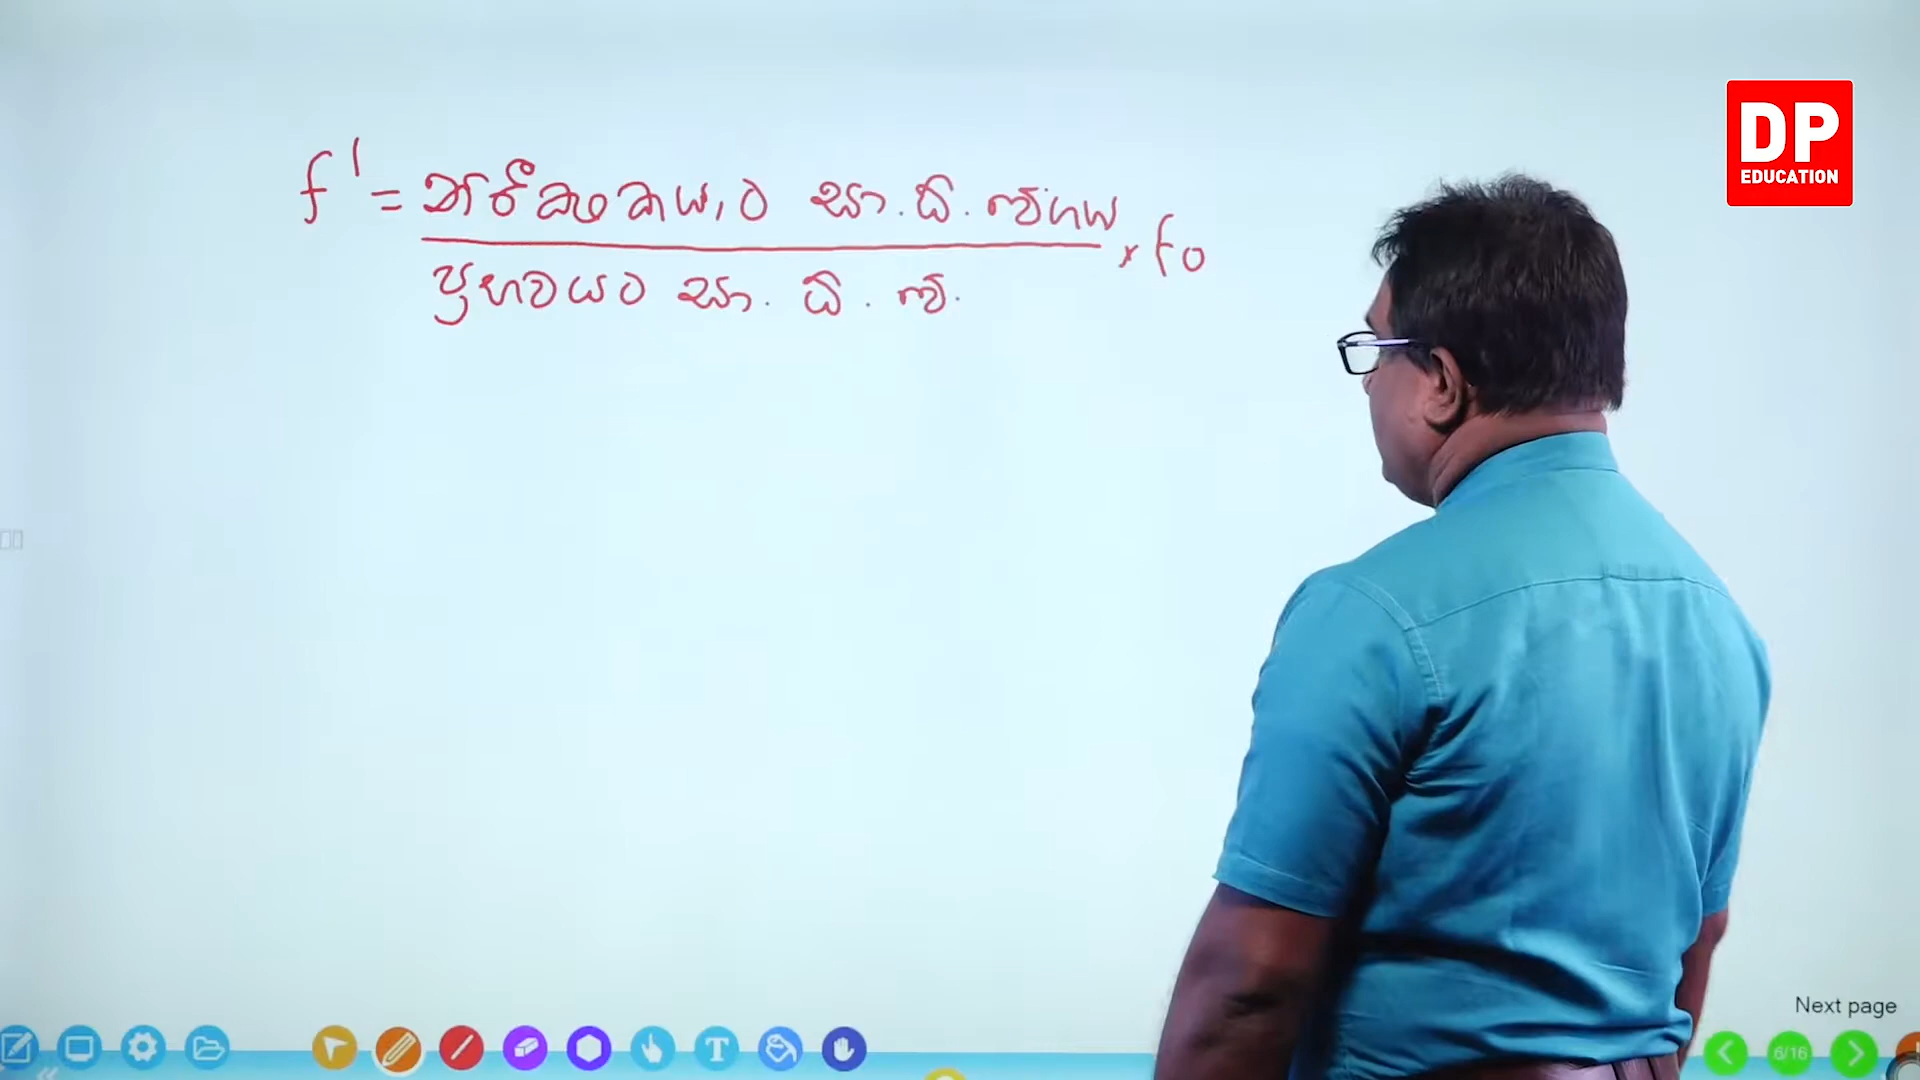 DP
EDUCATION
f' = නිරීක්ෂකයාට සා. ධ්. වේගය × f0
ප්‍රභවයට සා. ධ්. වේ.
Next page
6/16